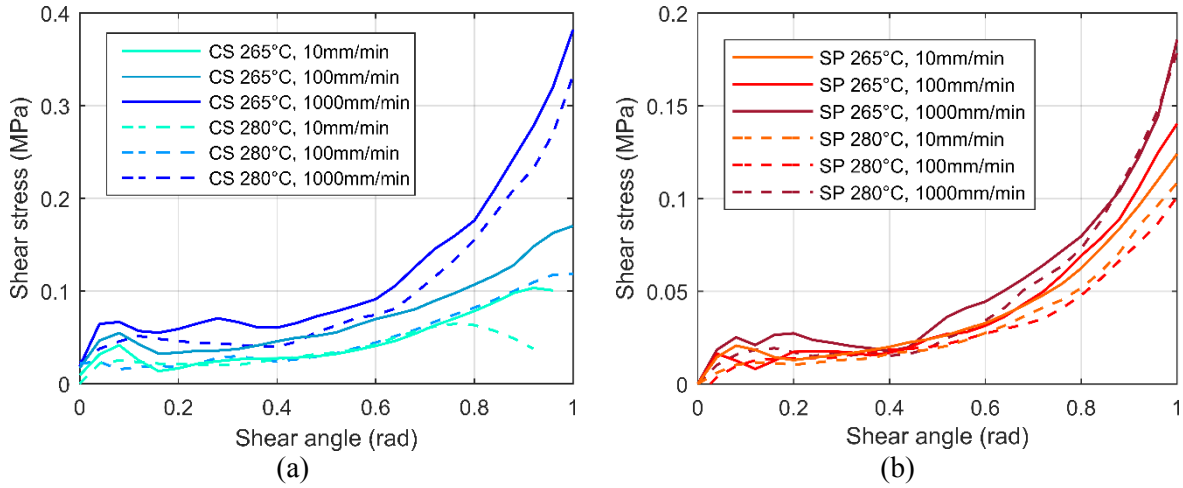 0.4
0.3
0.2
0.1
0
Shear stress (MPa)
CS 265°C, 10mm/min
CS 265°C, 100mm/min
CS 265°C, 1000mm/min
CS 280°C, 10mm/min
CS 280°C, 100mm/min
CS 280°C, 1000mm/min
0 0.2 0.4 0.6 0.8 1
Shear angle (rad)
(a)
0.2
0.15
0.1
0.05
0
Shear stress (MPa)
SP 265°C, 10mm/min
SP 265°C, 100mm/min
SP 265°C, 1000mm/min
SP 280°C, 10mm/min
SP 280°C, 100mm/min
SP 280°C, 1000mm/min
0 0.2 0.4 0.6 0.8 1
Shear angle (rad)
(b)